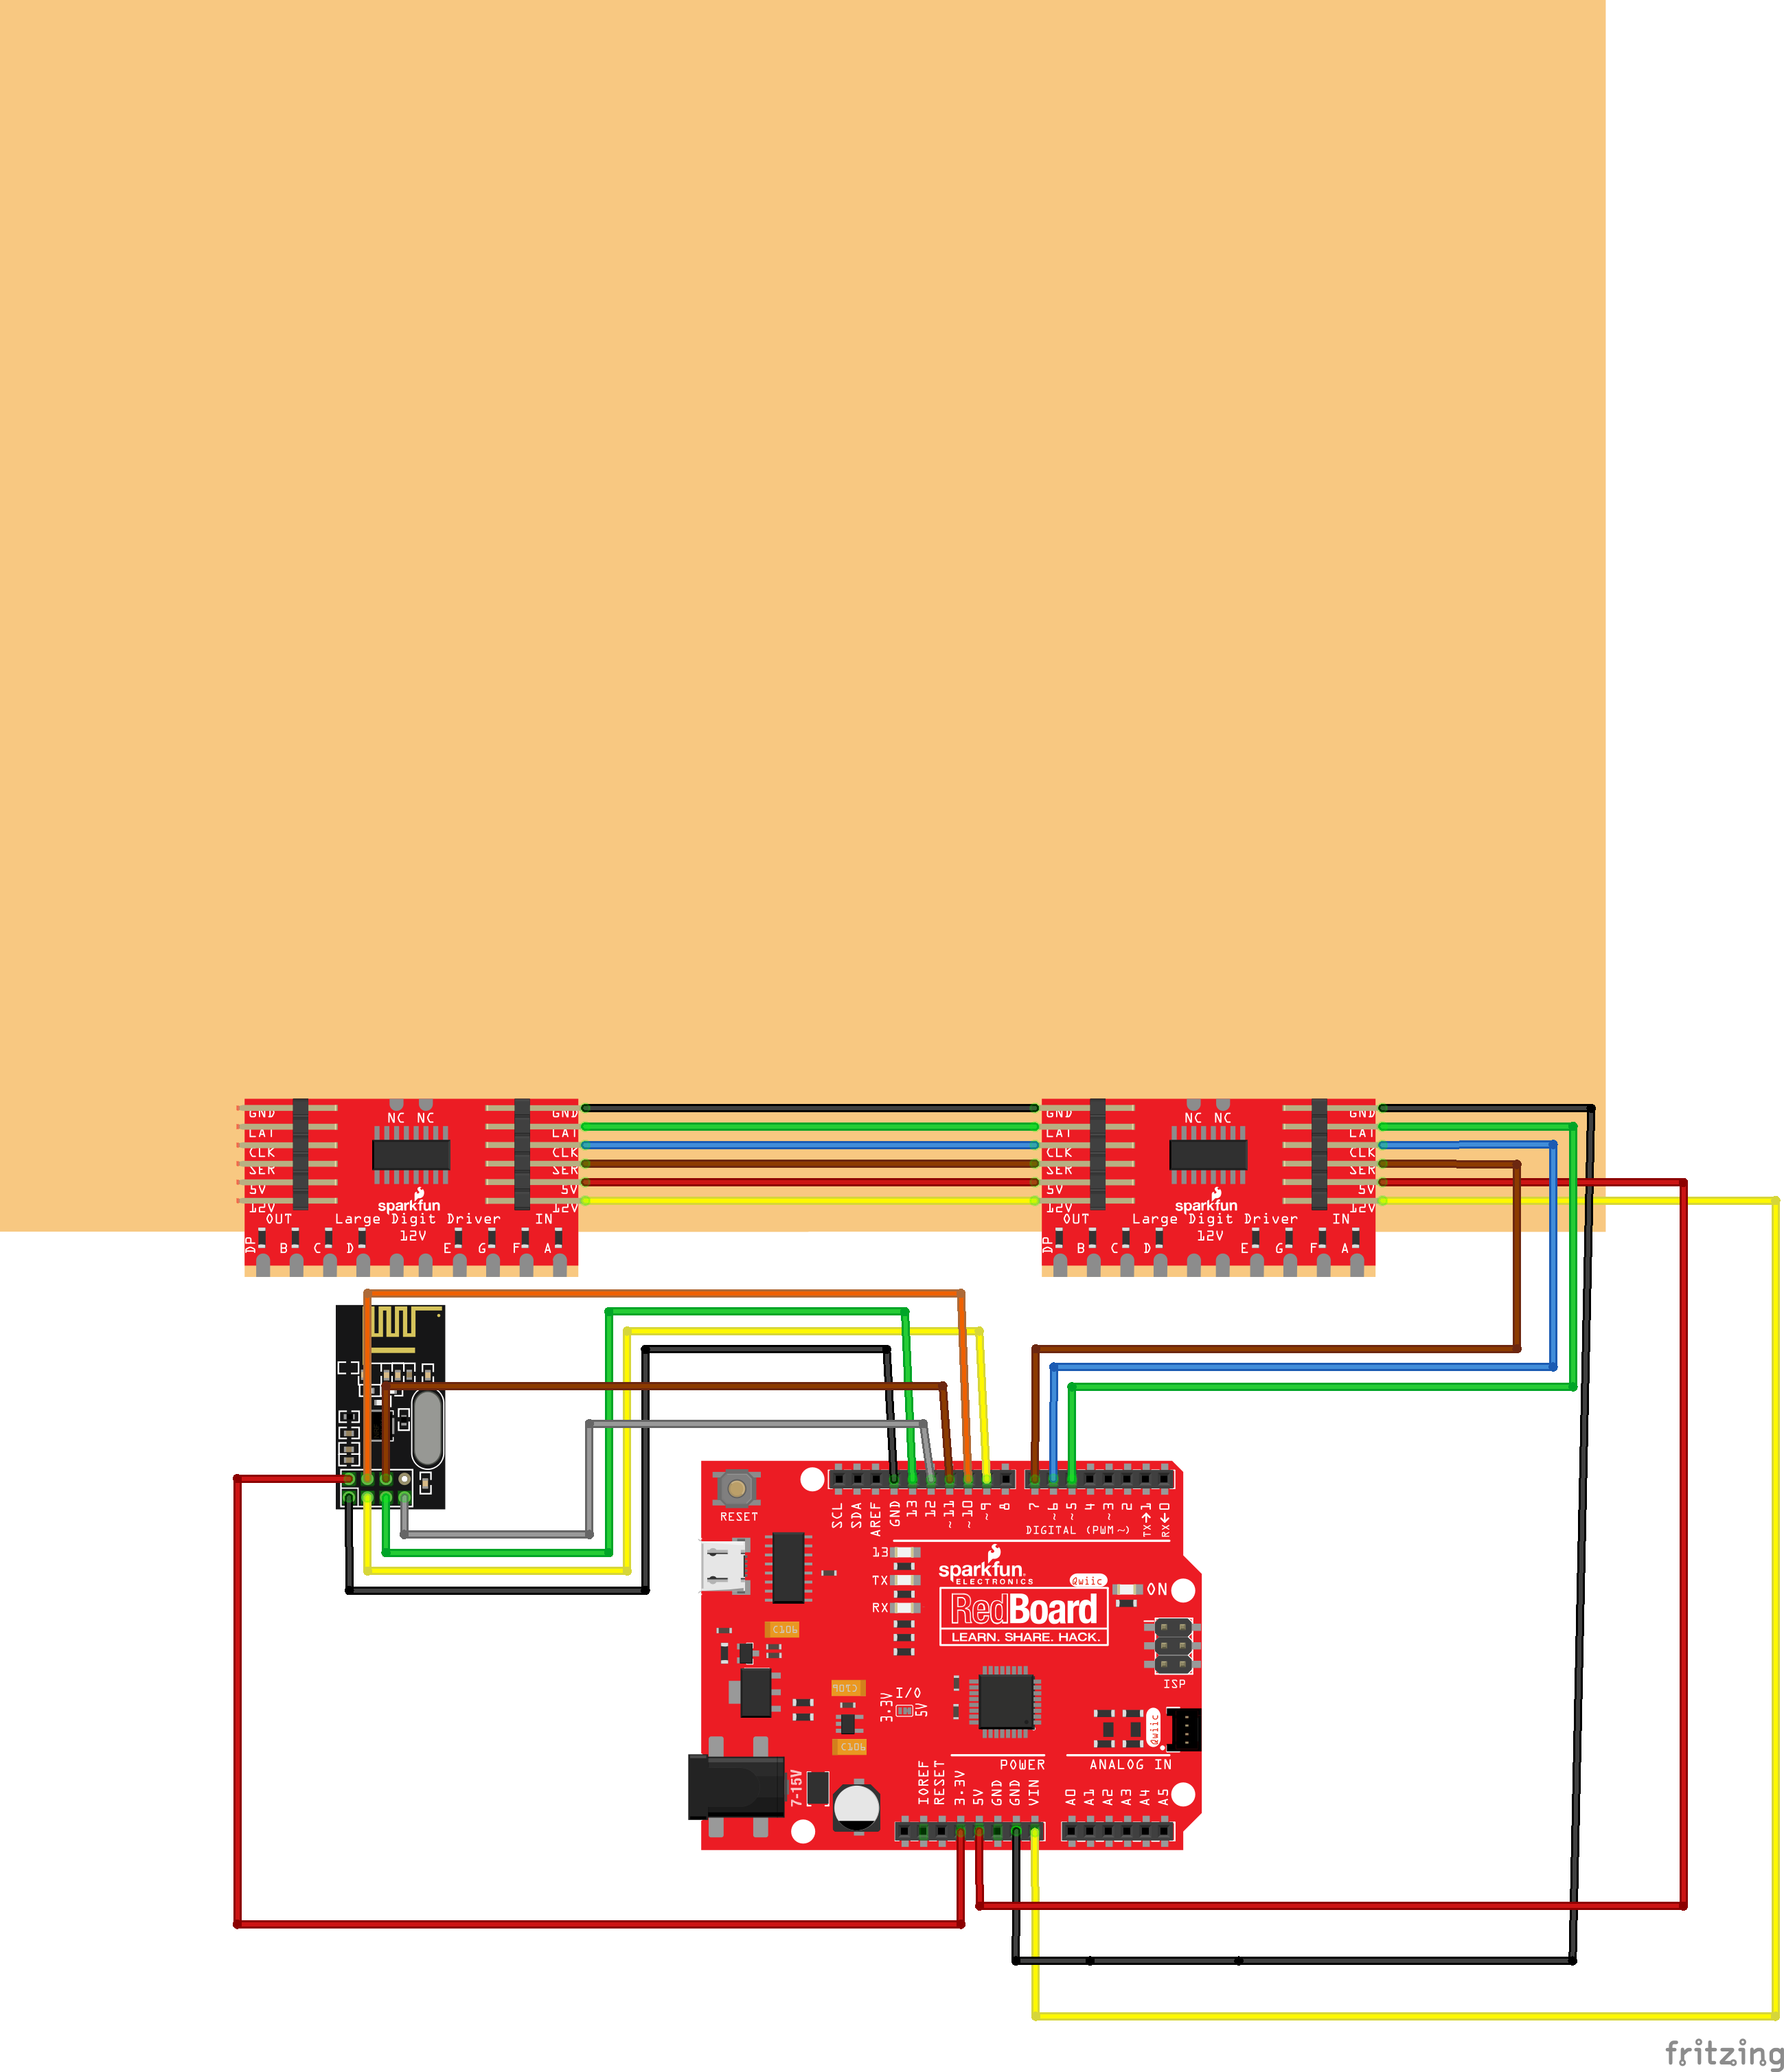 NC NC
NC NC
GND
LAT
CLK
SER
5V
12V
GND
LAT
CLK
SER
5V
12V
GND
LAT
CLK
SER
5V
12V
GND
LAT
CLK
SER
5V
12V
sparkfun
OUT Large Digit Driver IN
12V
DP B C D E G F A
sparkfun
OUT Large Digit Driver IN
12V
DP B C D E G F A
RESET
SCL
SDA
AREF
GND
13
12
~11
~10
~9
8
7
~6
~5
4
~3
2
TX→1
RX←0
DIGITAL (PWM~)
13
TX
RX
sparkfun
ELECTRONICS
Qwiic
ON
RedBoard
LEARN. SHARE. HACK.
C106
C106
C106
I/O
3.3V
5V
ISP
Qwiic
7-15V
POWER
ANALOG IN
IOREF
RESET
3.3V
5V
GND
GND
VIN
A0
A1
A2
A3
A4
A5
fritzing